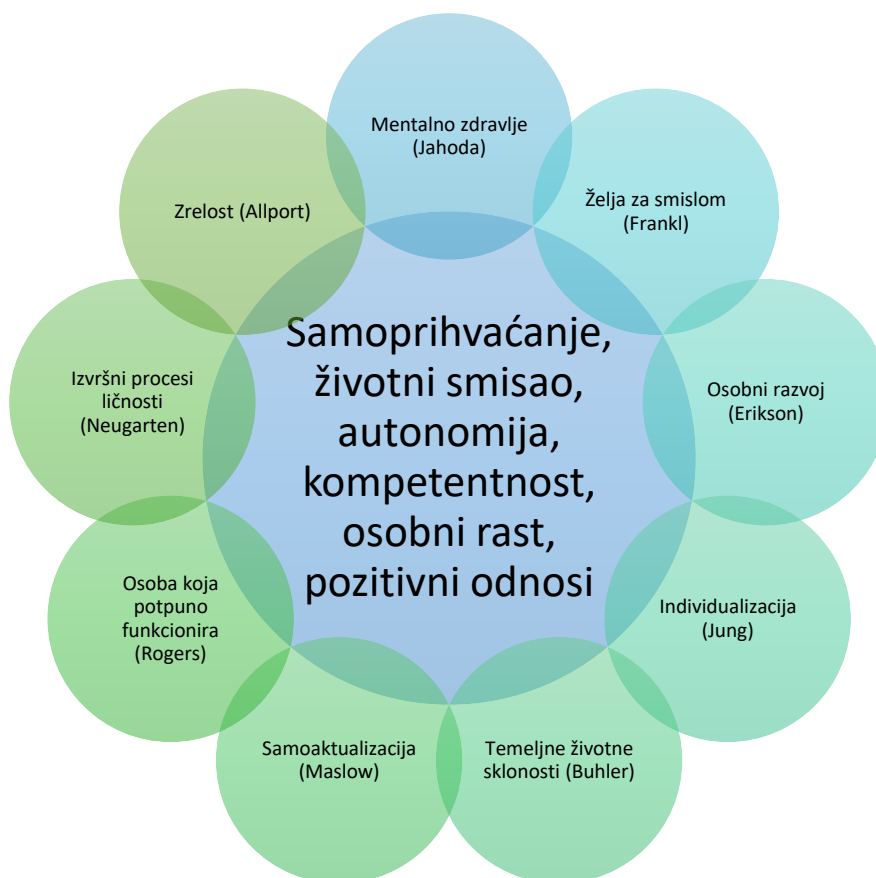 Mentalno zdravlje
(Jahoda)
Želja za smislom
(Frankl)
Osobni razvoj
(Erikson)
Individualizacija
(Jung)
Temeljne životne
sklonosti (Buhler)
Samoaktualizacija
(Maslow)
Osoba koja
potpuno
funkcionira
(Rogers)
Izvršni procesi
ličnosti
(Neugarten)
Zrelost (Allport)
Samoprihvaćanje,
životni smisao,
autonomija,
kompetentnost,
osobni rast,
pozitivni odnosi